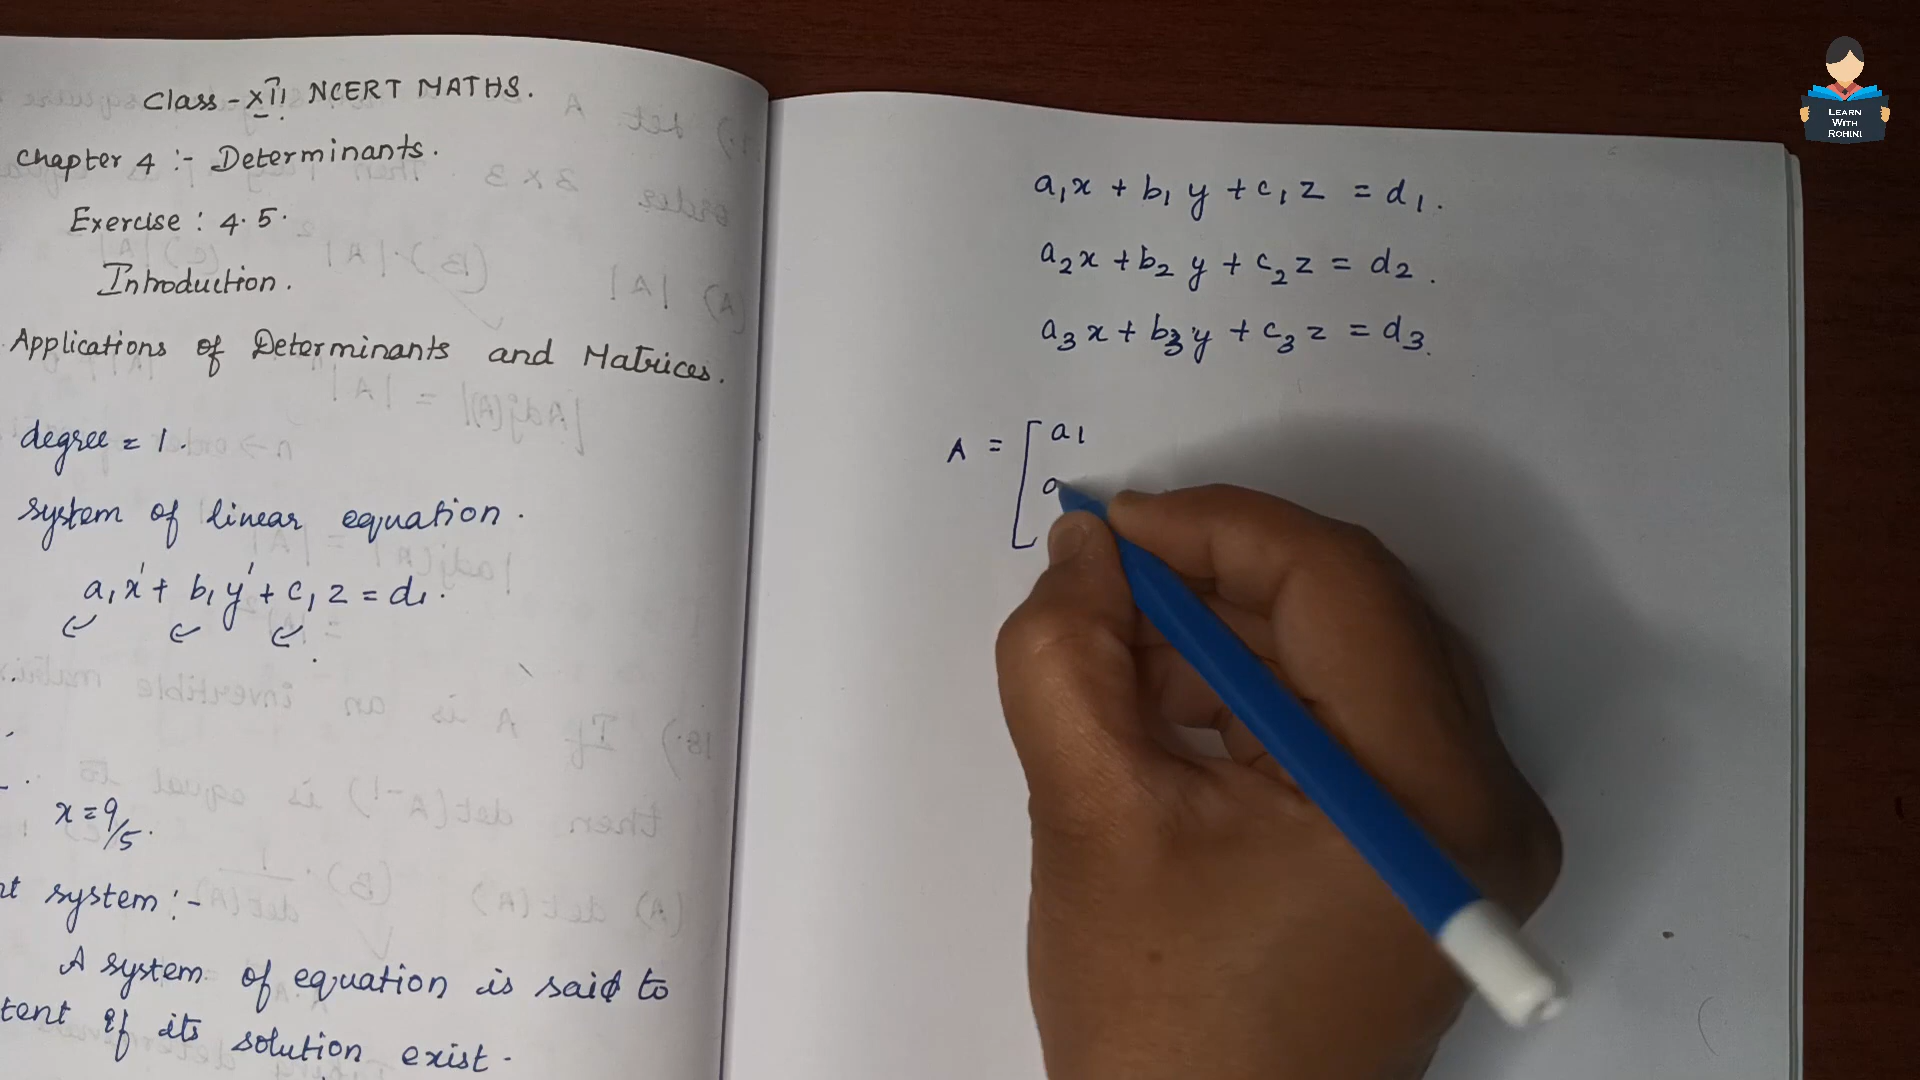 Class - XII NCERT MATHS.
Chapter 4 :- Determinants.
Exercise : 4.5.
Introduction.
Applications of Determinants and Matrices.
degree = 1.
system of linear equation.
a₁x' + b₁y' + c₁z = d₁.
x = 9/5.
system :-
A system of equation is said to
if its solution exist.
a₁x + b₁y + c₁z = d₁.
a₂x + b₂y + c₂z = d₂.
a₃x + b₃y + c₃z = d₃.
A = [ a₁
a
LEARN
WITH
ROHINI